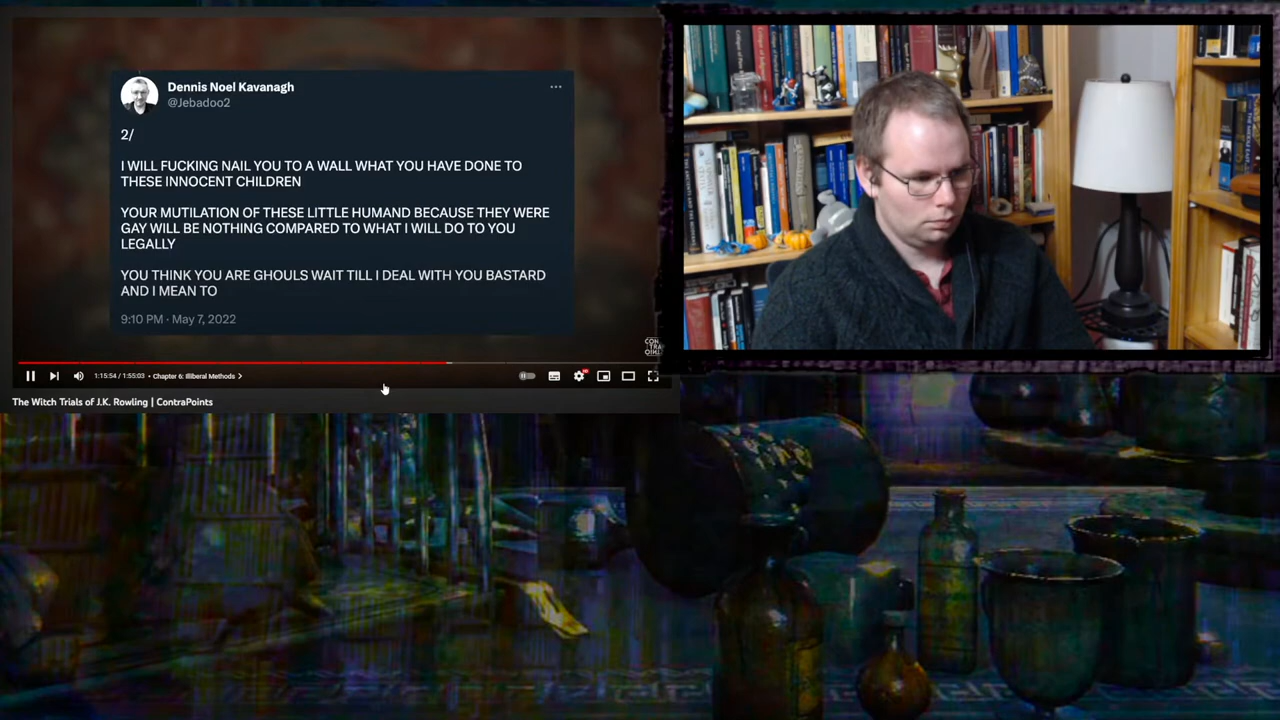 Dennis Noel Kavanagh
@Jebadoo2
2/
I WILL FUCKING NAIL YOU TO A WALL WHAT YOU HAVE DONE TO
THESE INNOCENT CHILDREN
YOUR MUTILATION OF THESE LITTLE HUMAND BECAUSE THEY WERE
GAY WILL BE NOTHING COMPARED TO WHAT I WILL DO TO YOU
LEGALLY
YOU THINK YOU ARE GHOULS WAIT TILL I DEAL WITH YOU BASTARD
AND I MEAN TO
9:10 PM · May 7, 2022
1:15:54 / 1:55:03 • Chapter 6: Illiberal Methods >
The Witch Trials of J.K. Rowling | ContraPoints